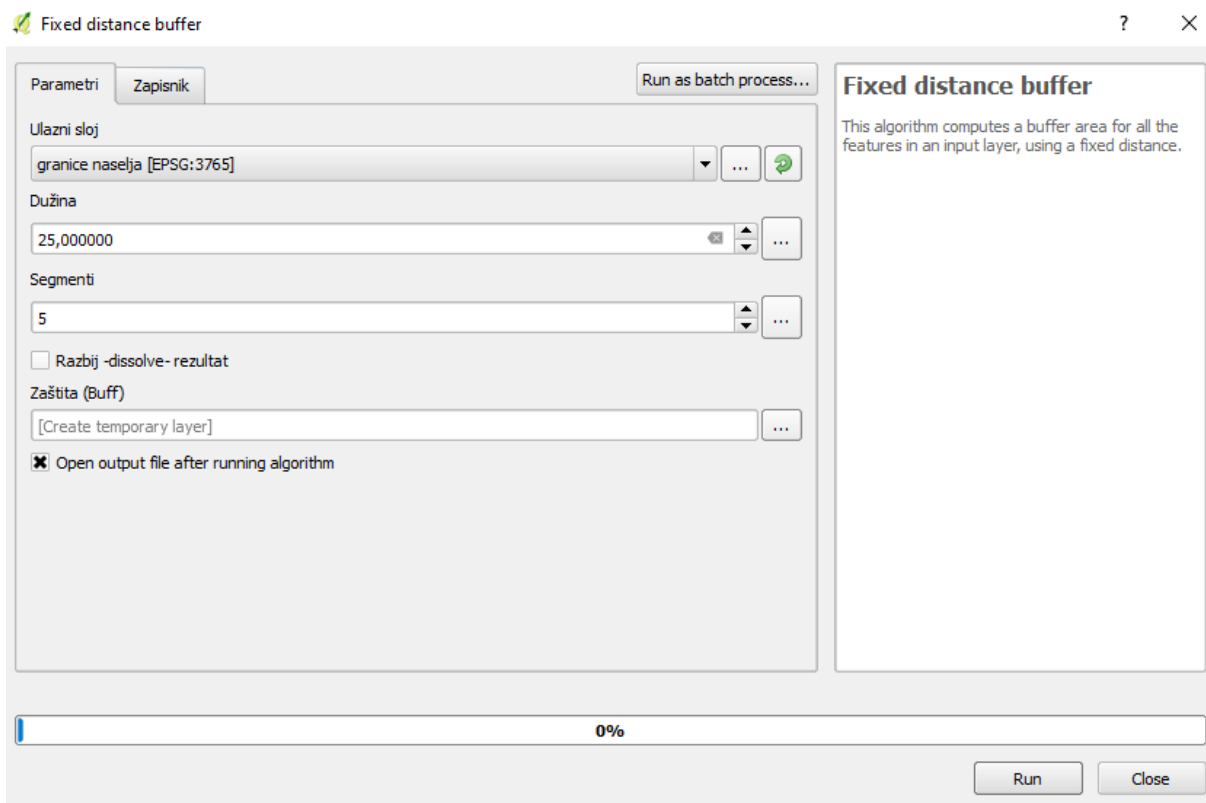 Fixed distance buffer
?
Parametri
Zapisnik
Run as batch process...
Ulazni sloj
granice naselja [EPSG:3765]
...
Dužina
25,000000
...
Segmenti
5
...
Razbij -dissolve- rezultat
Zaštita (Buff)
[Create temporary layer]
...
Open output file after running algorithm
Fixed distance buffer
This algorithm computes a buffer area for all the
features in an input layer, using a fixed distance.
0%
Run
Close